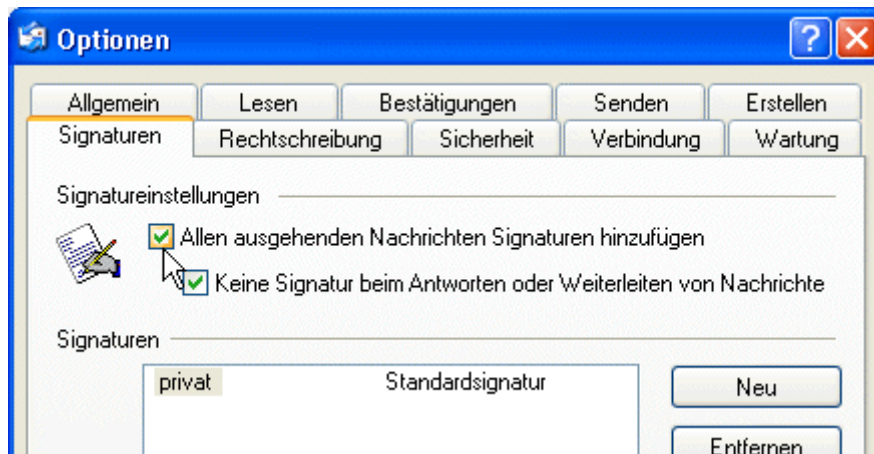 Optionen
Allgemein Lesen Bestätigungen Senden Erstellen
Signaturen Rechtschreibung Sicherheit Verbindung Wartung
Signatureinstellungen
Allen ausgehenden Nachrichten Signaturen hinzufügen
Keine Signatur beim Antworten oder Weiterleiten von Nachrichte
Signaturen
privat Standardsignatur Neu
Entfernen